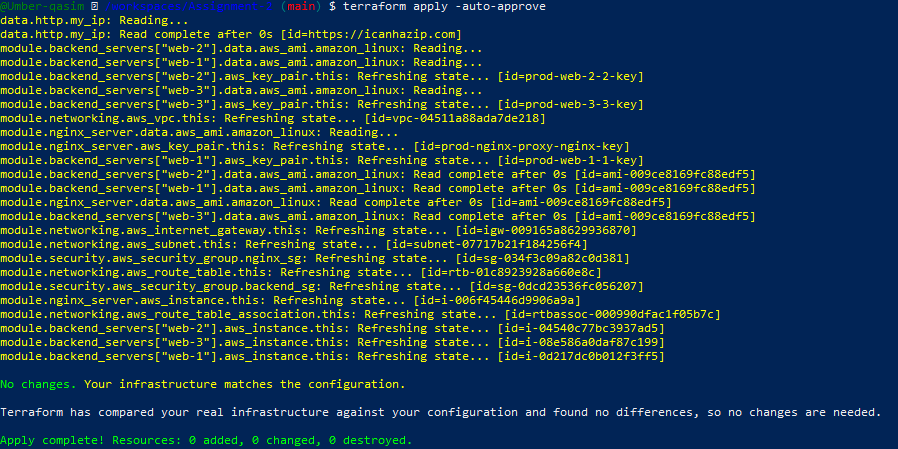 @Umber-qasim /workspaces/Assignment-2 (main) $ terraform apply -auto-approve
data.http.my_ip: Reading...
data.http.my_ip: Read complete after 0s [id=https://icanhazip.com]
module.backend_servers["web-2"].data.aws_ami.amazon_linux: Reading...
module.backend_servers["web-1"].data.aws_ami.amazon_linux: Reading...
module.backend_servers["web-2"].aws_key_pair.this: Refreshing state... [id=prod-web-2-2-key]
module.backend_servers["web-3"].data.aws_ami.amazon_linux: Reading...
module.backend_servers["web-3"].aws_key_pair.this: Refreshing state... [id=prod-web-3-3-key]
module.networking.aws_vpc.this: Refreshing state... [id=vpc-04511a88ada7de218]
module.nginx_server.data.aws_ami.amazon_linux: Reading...
module.nginx_server.aws_key_pair.this: Refreshing state... [id=prod-nginx-proxy-nginx-key]
module.backend_servers["web-1"].aws_key_pair.this: Refreshing state... [id=prod-web-1-1-key]
module.backend_servers["web-2"].data.aws_ami.amazon_linux: Read complete after 0s [id=ami-009ce8169fc88edf5]
module.backend_servers["web-1"].data.aws_ami.amazon_linux: Read complete after 0s [id=ami-009ce8169fc88edf5]
module.nginx_server.data.aws_ami.amazon_linux: Read complete after 0s [id=ami-009ce8169fc88edf5]
module.backend_servers["web-3"].data.aws_ami.amazon_linux: Read complete after 0s [id=ami-009ce8169fc88edf5]
module.networking.aws_internet_gateway.this: Refreshing state... [id=igw-009165a8629936870]
module.networking.aws_subnet.this: Refreshing state... [id=subnet-07717b21f184256f4]
module.security.aws_security_group.nginx_sg: Refreshing state... [id=sg-034f3c09a82c0d381]
module.networking.aws_route_table.this: Refreshing state... [id=rtb-01c8923928a660e8c]
module.security.aws_security_group.backend_sg: Refreshing state... [id=sg-0dcd23536fc056207]
module.nginx_server.aws_instance.this: Refreshing state... [id=i-006f45446d9906a9a]
module.networking.aws_route_table_association.this: Refreshing state... [id=rtbassoc-000990dfac1f05b7c]
module.backend_servers["web-2"].aws_instance.this: Refreshing state... [id=i-04540c77bc3937ad5]
module.backend_servers["web-3"].aws_instance.this: Refreshing state... [id=i-08e586a0daf87c199]
module.backend_servers["web-1"].aws_instance.this: Refreshing state... [id=i-0d217dc0b012f3ff5]
No changes. Your infrastructure matches the configuration.
Terraform has compared your real infrastructure against your configuration and found no differences, so no changes are needed.
Apply complete! Resources: 0 added, 0 changed, 0 destroyed.